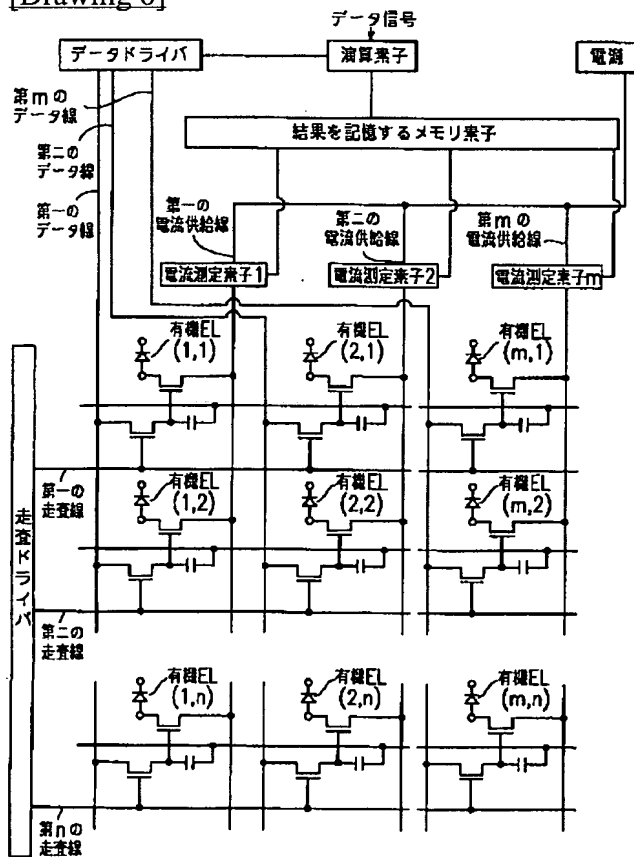 [Drawing 6]
データ信号
データドライバ
演算素子
電源
第mの
データ線
結果を記憶するメモリ素子
第二の
データ線
第一の
データ線
第一の
電流供給線
第二の
電流供給線
第mの
電流供給線
電流測定素子1
電流測定素子2
電流測定素子m
有機EL
(1,1)
有機EL
(2,1)
有機EL
(m,1)
第一の
走査線
有機EL
(1,2)
有機EL
(2,2)
有機EL
(m,2)
走査ドライバ
第二の
走査線
有機EL
(1,n)
有機EL
(2,n)
有機EL
(m,n)
第nの
走査線